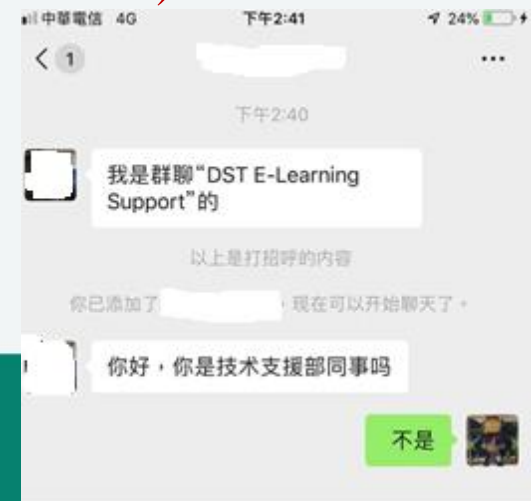 中華電信 4G 下午2:41 24%
1
下午2:40
我是群聊“DST E-Learning
Support”的
以上是打招呼的内容
你已添加了 ，现在可以开始聊天了。
你好，你是技术支援部同事吗
不是